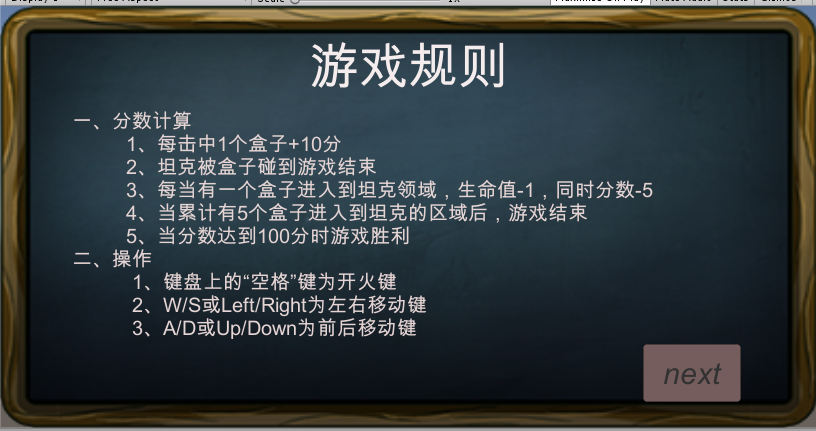 游戏规则
一、分数计算
1、每击中1个盒子+10分
2、坦克被盒子碰到游戏结束
3、每当有一个盒子进入到坦克领域，生命值-1，同时分数-5
4、当累计有5个盒子进入到坦克的区域后，游戏结束
5、当分数达到100分时游戏胜利
二、操作
1、键盘上的“空格”键为开火键
2、W/S或Left/Right为左右移动键
3、A/D或Up/Down为前后移动键
next